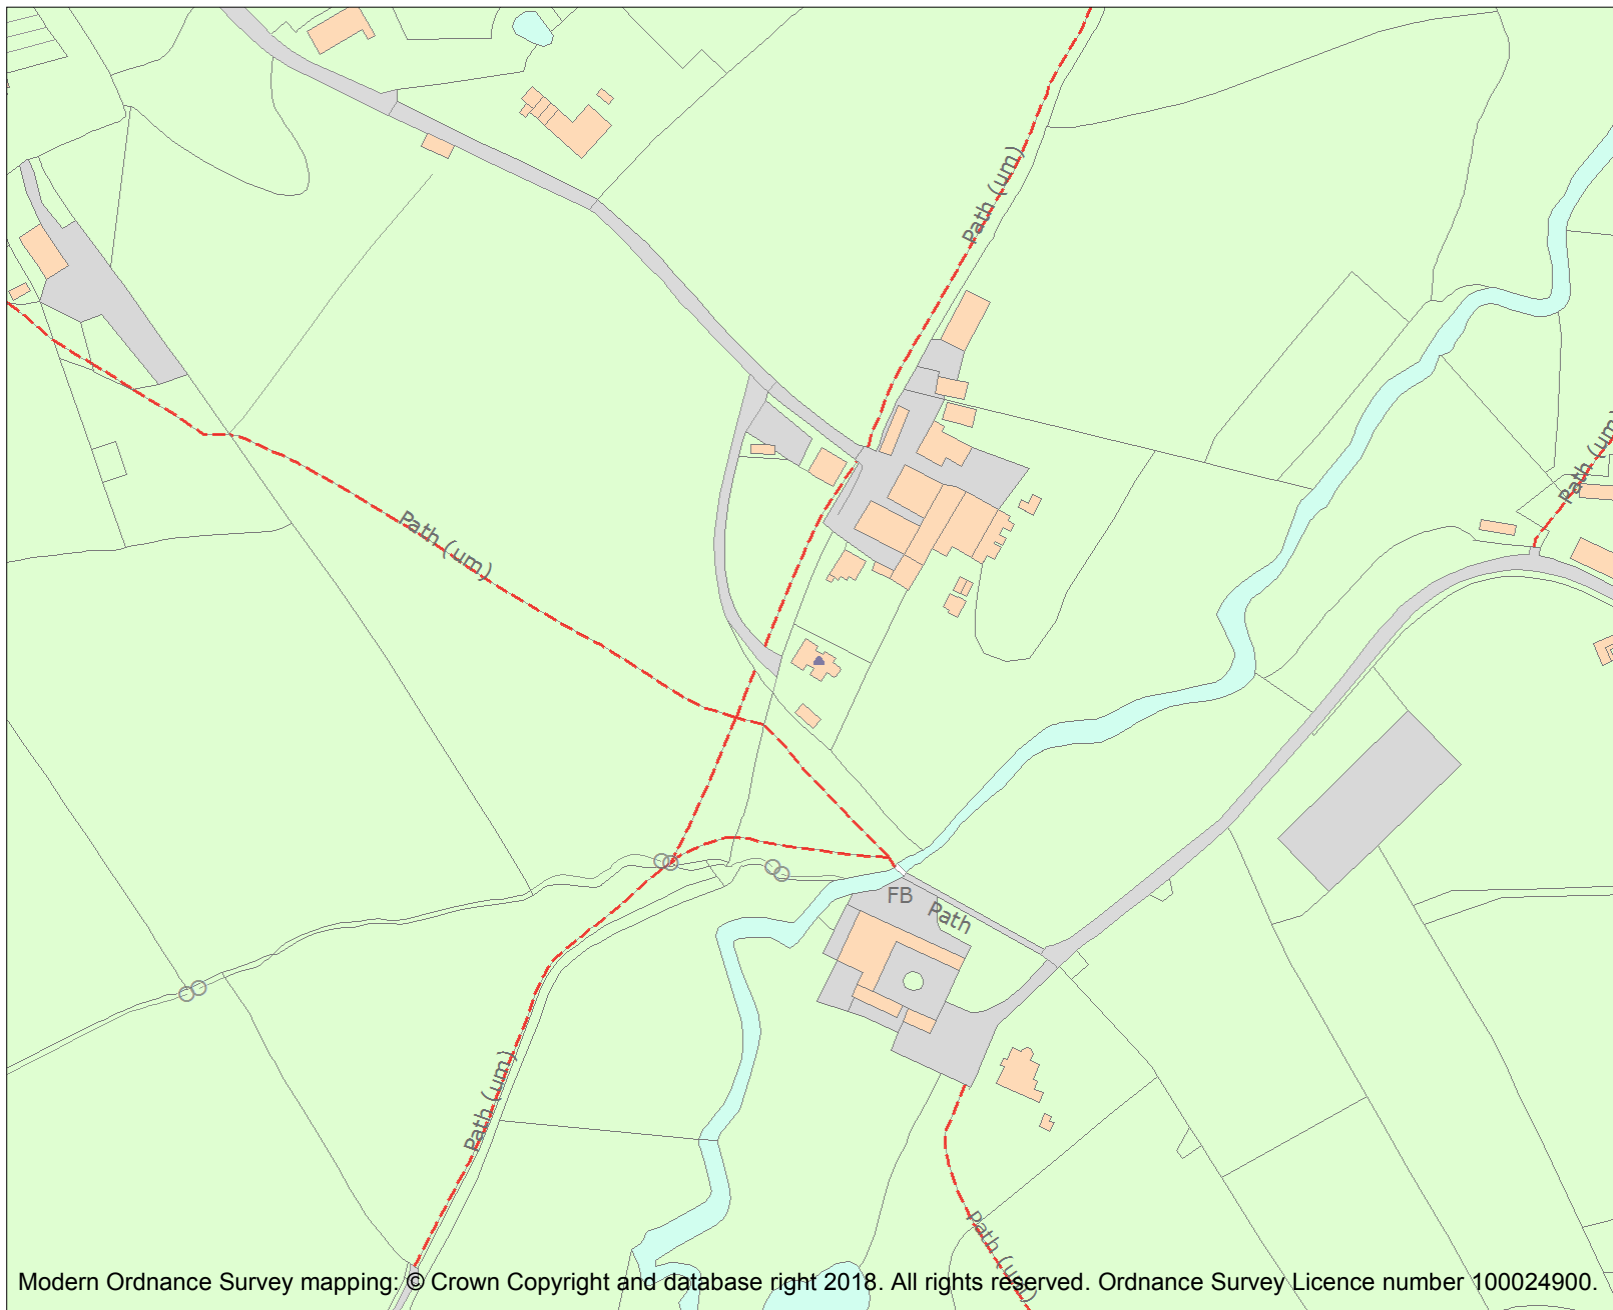 Path (um)
Path (um)
Path (um)
FB
Path
Path (um)
Path (um)
Modern Ordnance Survey mapping: © Crown Copyright and database right 2018. All rights reserved. Ordnance Survey Licence number 100024900.